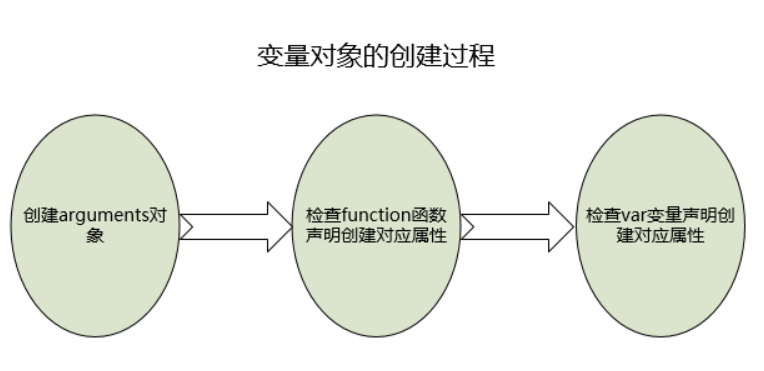 变量对象的创建过程
创建arguments对
象
检查function函数
声明创建对应属性
检查var变量声明创
建对应属性